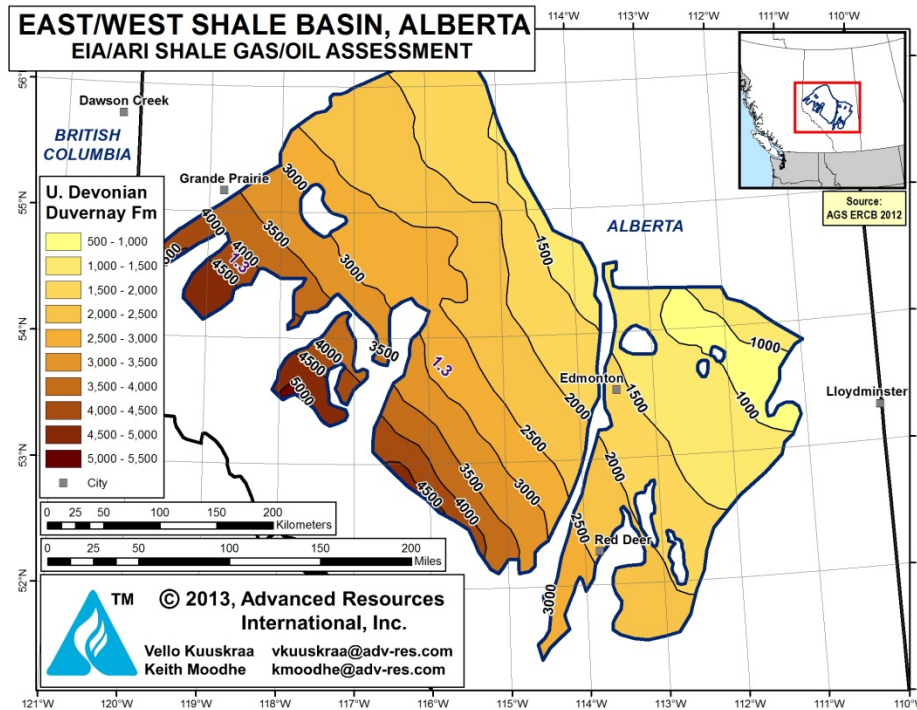 EAST/WEST SHALE BASIN, ALBERTA
EIA/ARI SHALE GAS/OIL ASSESSMENT
114°W
113°W
112°W
111°W
110°W
56°N
Dawson Creek
BRITISH
COLUMBIA
Grande Prairie
ALBERTA
Source:
AGS ERCB 2012
U. Devonian
Duvernay Fm
500 - 1,000
1,000 - 1,500
1,500 - 2,000
2,000 - 2,500
2,500 - 3,000
3,000 - 3,500
3,500 - 4,000
4,000 - 4,500
4,500 - 5,000
5,000 - 5,500
City
55°N
54°N
53°N
52°N
3000
4000
3500
4000
4500
1.3
3000
1500
3500
4000
4500
5000
1.3
1000
1000
Edmonton
Lloydminster
1500
2000
2500
2000
3000
3500
4000
4500
2500
Red Deer
3000
0 50 100 150 200
Kilometers
0 25 50 100 150 200
Miles
TM
© 2013, Advanced Resources
International, Inc.
Vello Kuuskraa vkuuskraa@adv-res.com
Keith Moodhe kmoodhe@adv-res.com
121°W 120°W 119°W 118°W 117°W 116°W 115°W 114°W 113°W 112°W 111°W 110°W